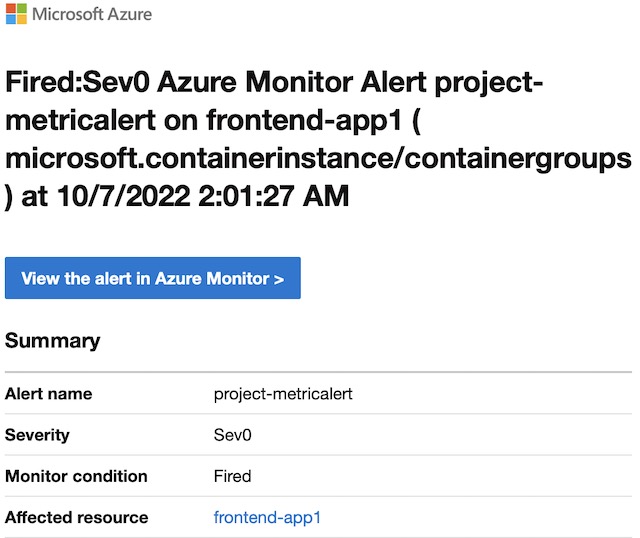 Microsoft Azure
Fired:Sev0 Azure Monitor Alert project-
metricalert on frontend-app1 (
microsoft.containerinstance/containergroups
) at 10/7/2022 2:01:27 AM
View the alert in Azure Monitor >
Summary
Alert name project-metricalert
Severity Sev0
Monitor condition Fired
Affected resource frontend-app1